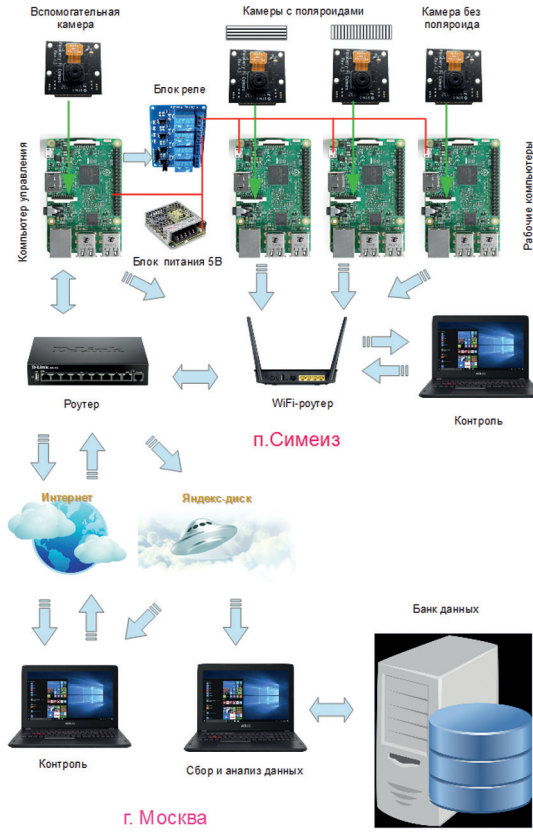 Вспомогательная
камера
Камеры с поляроидами
Камера без
поляроида
Блок реле
Компьютер управления
Рабочие компьютеры
Блок питания 5В
D-Link
Роутер
WiFi-роутер
Контроль
п.Симеиз
Интернет
Яндекс-диск
Банк данных
Контроль
Сбор и анализ данных
г. Москва